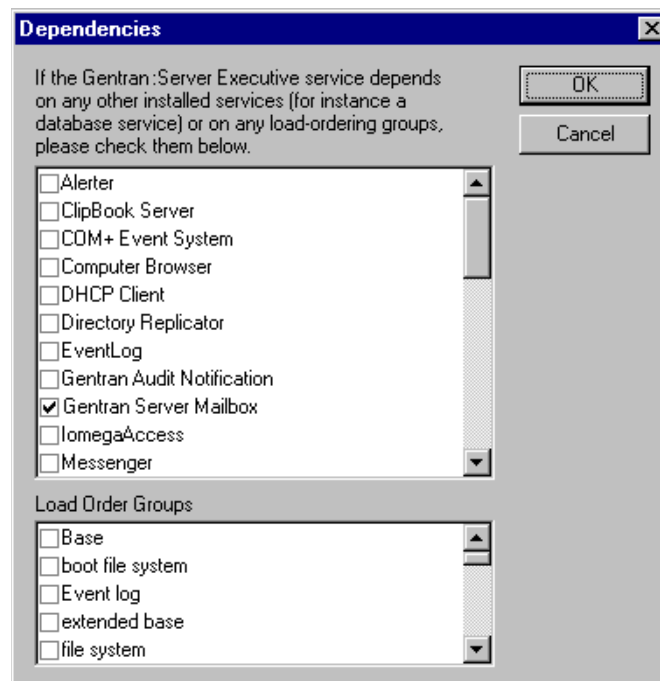 Dependencies
If the Gentran:Server Executive service depends
on any other installed services (for instance a
database service) or on any load-ordering groups,
please check them below.
OK
Cancel
Alerter
ClipBook Server
COM+ Event System
Computer Browser
DHCP Client
Directory Replicator
EventLog
Gentran Audit Notification
Gentran Server Mailbox
IomegaAccess
Messenger
Load Order Groups
Base
boot file system
Event log
extended base
file system